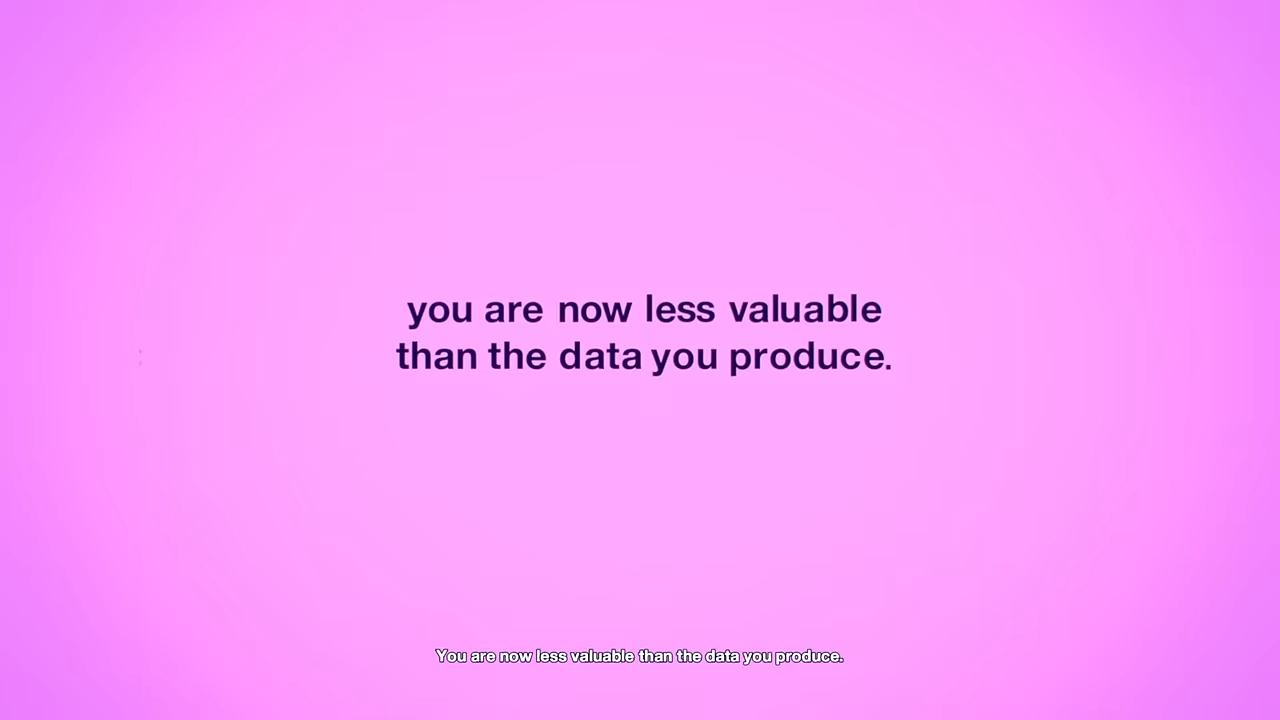 you are now less valuable
than the data you produce.
You are now less valuable than the data you produce.